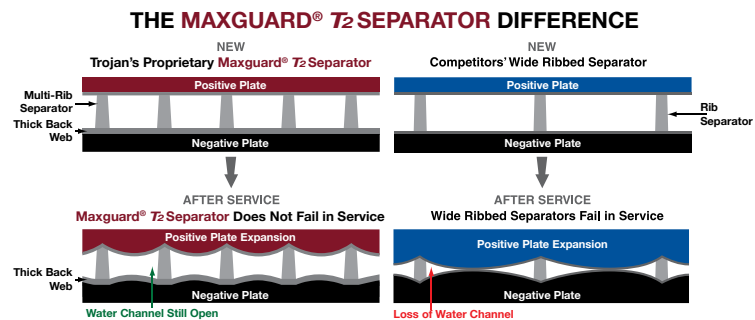 THE MAXGUARD® T2 SEPARATOR DIFFERENCE
NEW
Trojan's Proprietary Maxguard® T2 Separator
Positive Plate
Multi-Rib
Separator
Thick Back
Web
Negative Plate
NEW
Competitors' Wide Ribbed Separator
Positive Plate
Rib
Separator
Negative Plate
AFTER SERVICE
Maxguard® T2 Separator Does Not Fail in Service
Positive Plate Expansion
Thick Back
Web
Negative Plate
Water Channel Still Open
AFTER SERVICE
Wide Ribbed Separators Fail in Service
Positive Plate Expansion
Negative Plate
Loss of Water Channel